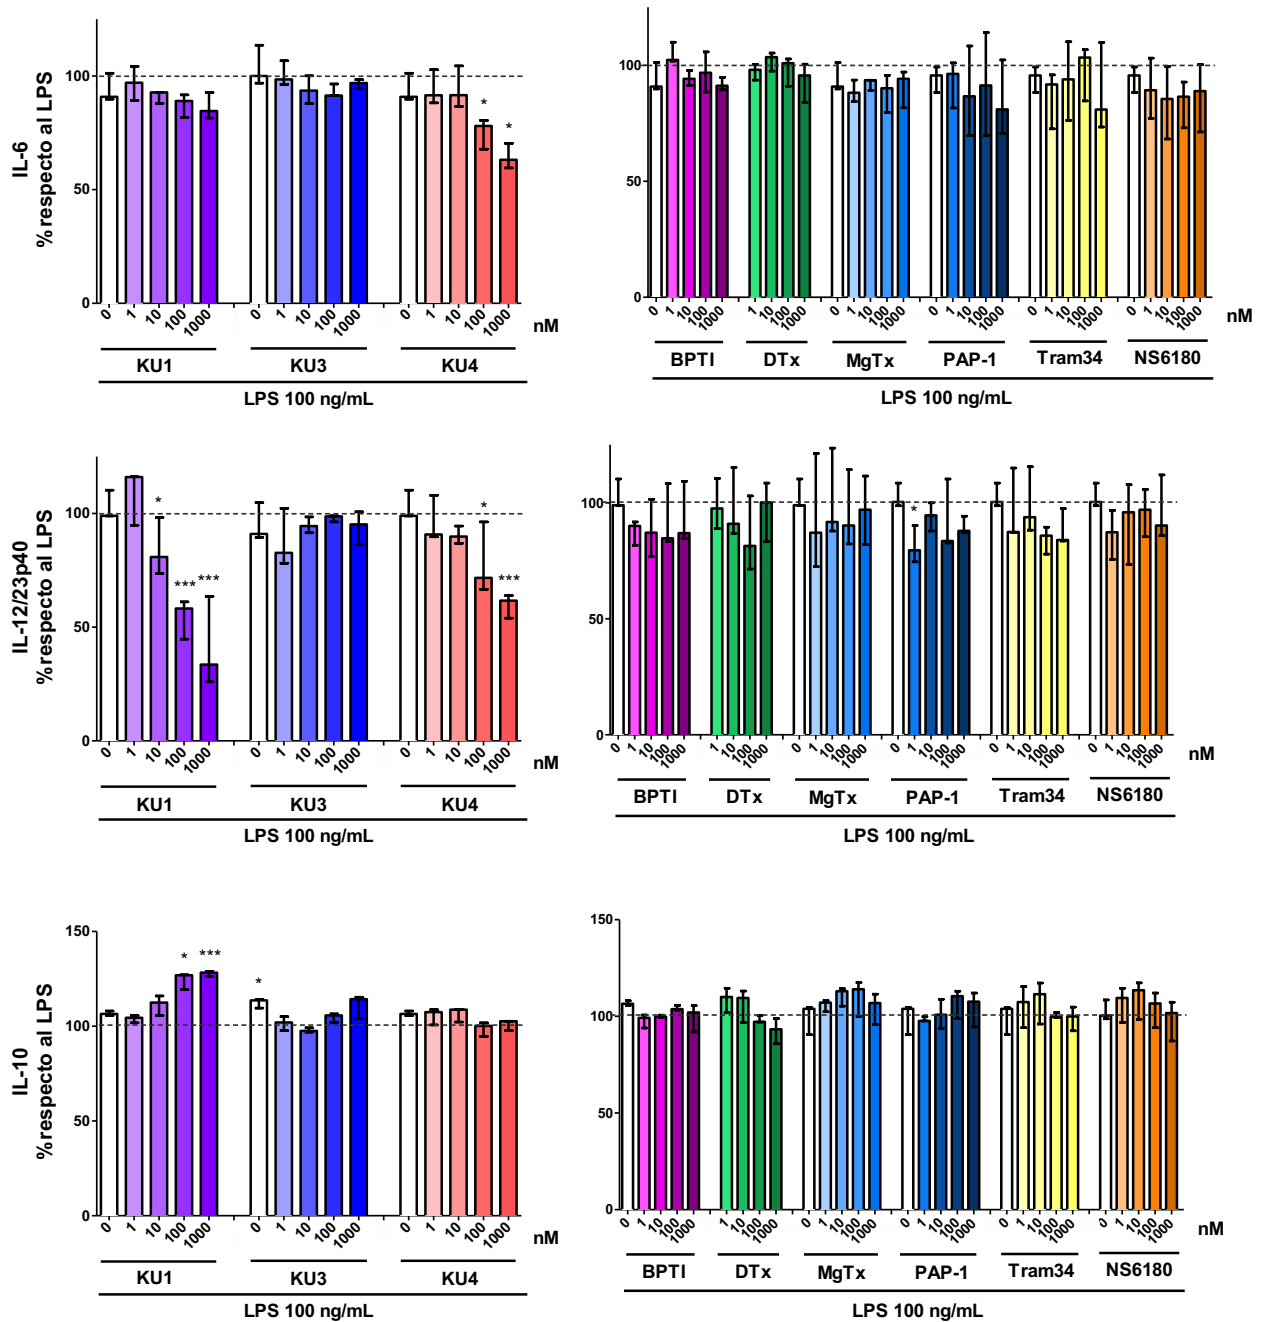 IL-6
%respecto al LPS
100
50
0
0 1 10 100 1000 0 1 10 100 1000 0 1 10 100 1000 nM
* *
KU1 KU3 KU4
LPS 100 ng/mL
100
50
0
0 1 10 100 1000 1 10 100 1000 0 1 10 100 1000 0 1 10 100 1000 0 1 10 100 1000 0 1 10 100 1000 nM
BPTI DTx MgTx PAP-1 Tram34 NS6180
LPS 100 ng/mL
IL-12/23p40
%respecto al LPS
100
50
0
* *** *** * ***
0 1 10 100 1000 0 1 10 100 1000 0 1 10 100 1000 nM
KU1 KU3 KU4
LPS 100 ng/mL
100
50
0
*
0 1 10 100 1000 1 10 100 1000 0 1 10 100 1000 0 1 10 100 1000 0 1 10 100 1000 0 1 10 100 1000 nM
BPTI DTx MgTx PAP-1 Tram34 NS6180
LPS 100 ng/mL
IL-10
%respecto al LPS
150
100
50
0
* *** *
0 1 10 100 1000 0 1 10 100 1000 0 1 10 100 1000 nM
KU1 KU3 KU4
LPS 100 ng/mL
150
100
50
0
0 1 10 100 1000 1 10 100 1000 0 1 10 100 1000 0 1 10 100 1000 0 1 10 100 1000 0 1 10 100 1000 nM
BPTI DTx MgTx PAP-1 Tram34 NS6180
LPS 100 ng/mL